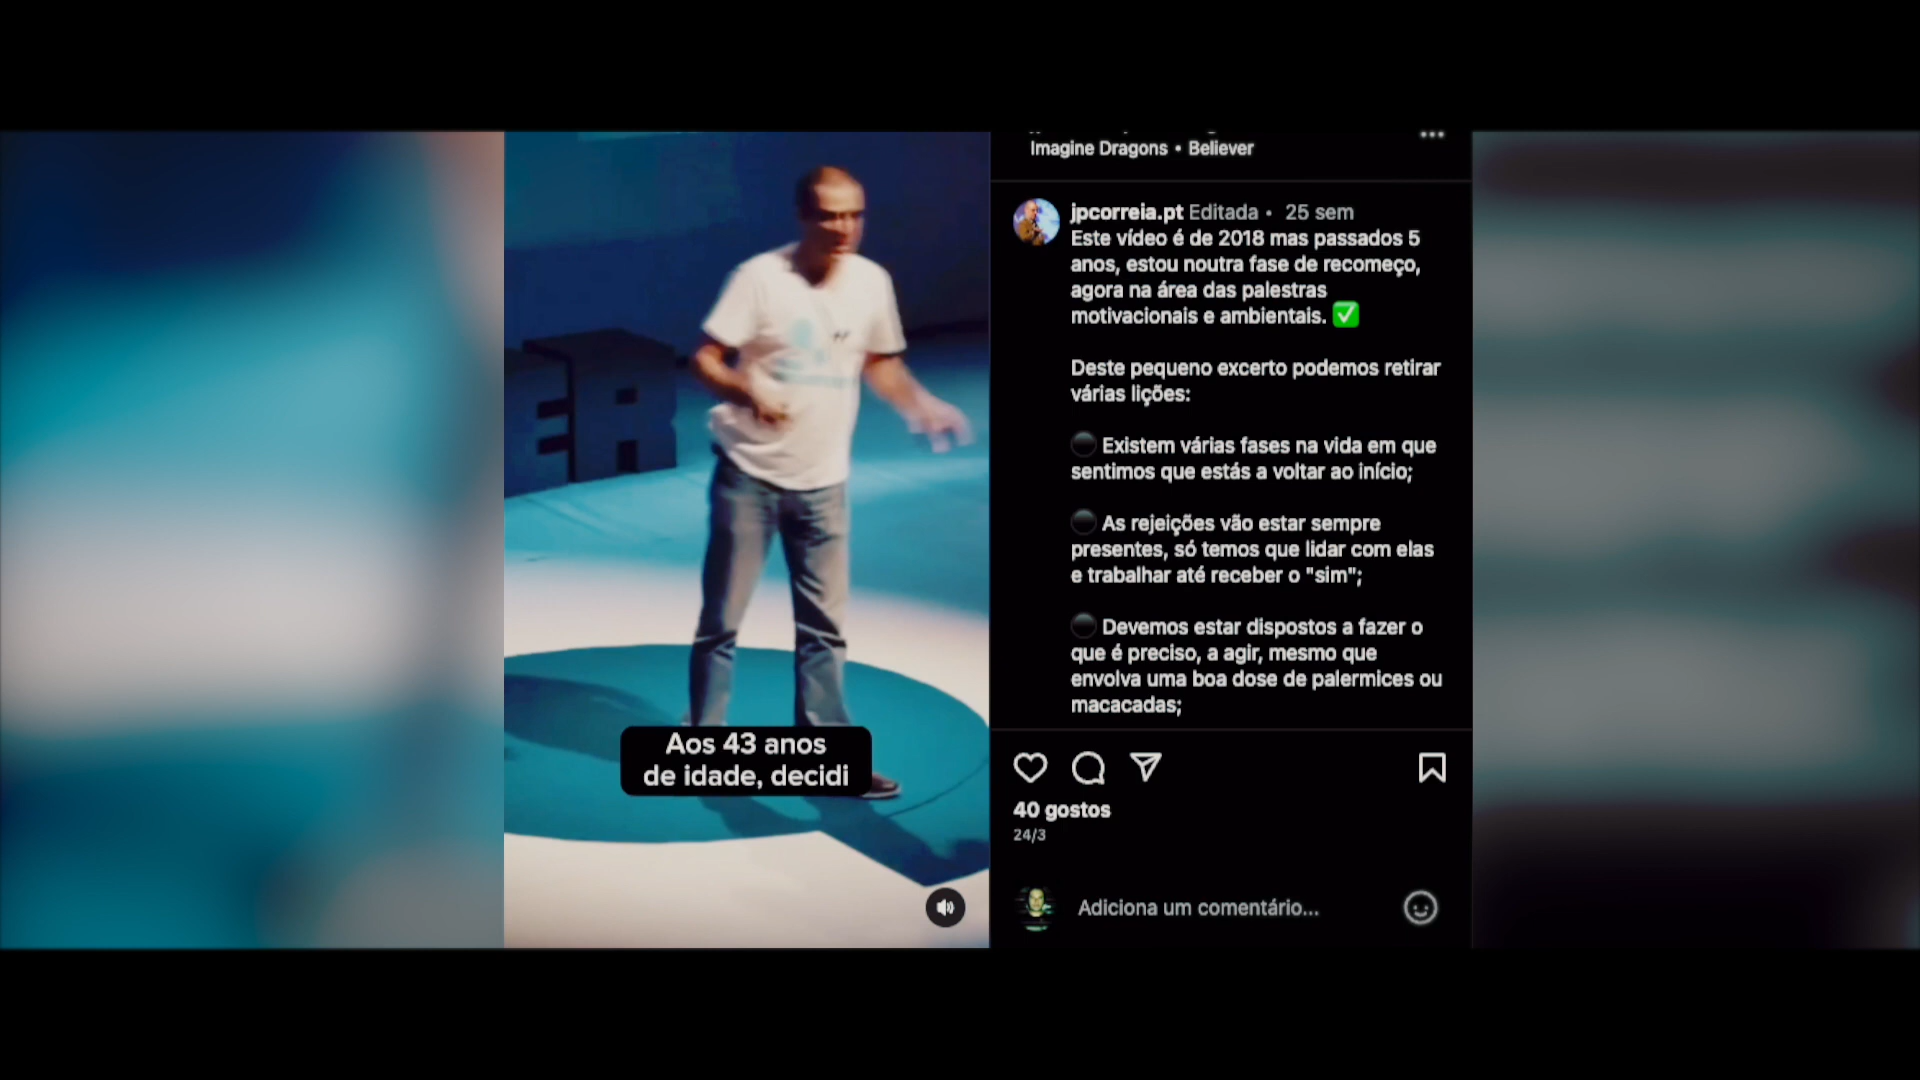 Imagine Dragons • Believer
jpcorreia.pt Editada • 25 sem
Este vídeo é de 2018 mas passados 5
anos, estou noutra fase de recomeço,
agora na área das palestras
motivacionais e ambientais. ✅
Deste pequeno excerto podemos retirar
várias lições:
⚫ Existem várias fases na vida em que
sentimos que estás a voltar ao início;
⚫ As rejeições vão estar sempre
presentes, só temos que lidar com elas
e trabalhar até receber o "sim";
⚫ Devemos estar dispostos a fazer o
que é preciso, a agir, mesmo que
envolva uma boa dose de palermices ou
macacadas;
Aos 43 anos
de idade, decidi
40 gostos
24/3
Adiciona um comentário...